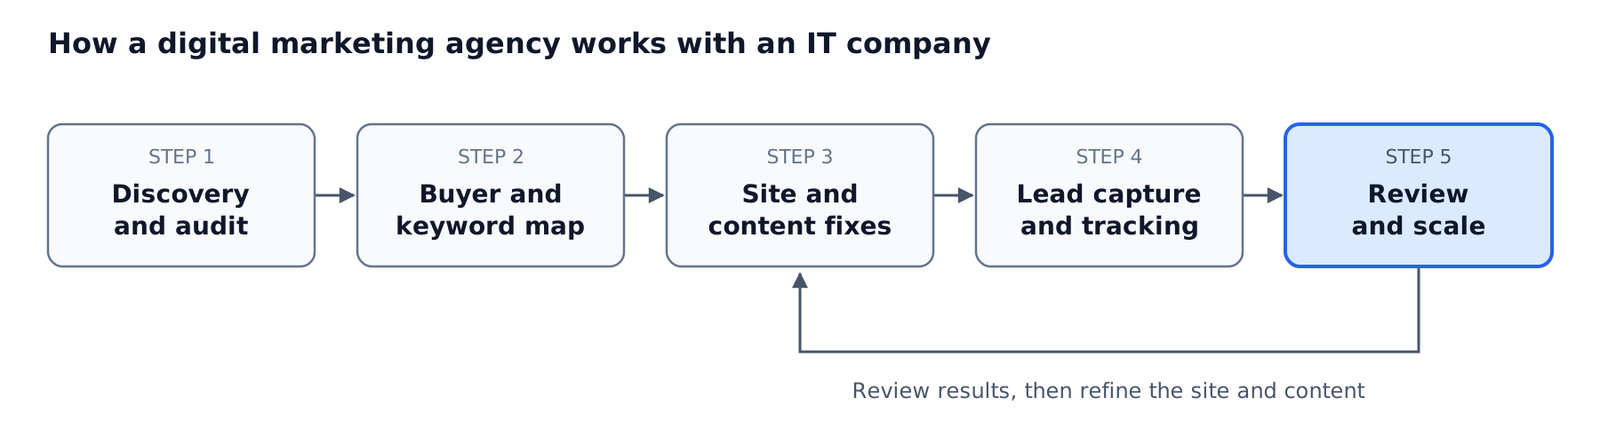 How a digital marketing agency works with an IT company
STEP 1
Discovery
and audit
STEP 2
Buyer and
keyword map
STEP 3
Site and
content fixes
STEP 4
Lead capture
and tracking
STEP 5
Review
and scale
Review results, then refine the site and content